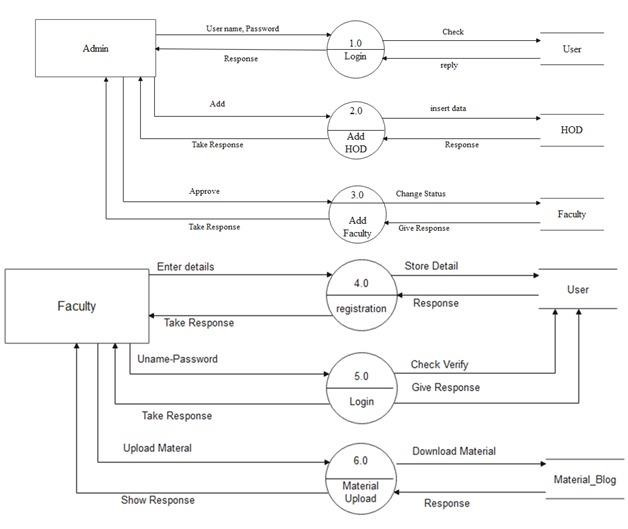 User name, Password
Check
Admin
1.0
Login
User
Response
reply
Add
insert data
2.0
Add
HOD
HOD
Take Response
Response
Approve
Change Status
3.0
Add
Faculty
Faculty
Take Response
Give Response
Enter details
Store Detail
Faculty
4.0
registration
User
Take Response
Response
Uname-Password
Check Verify
5.0
Login
Give Response
Take Response
Upload Materal
Download Material
6.0
Material
Upload
Material_Blog
Show Response
Response